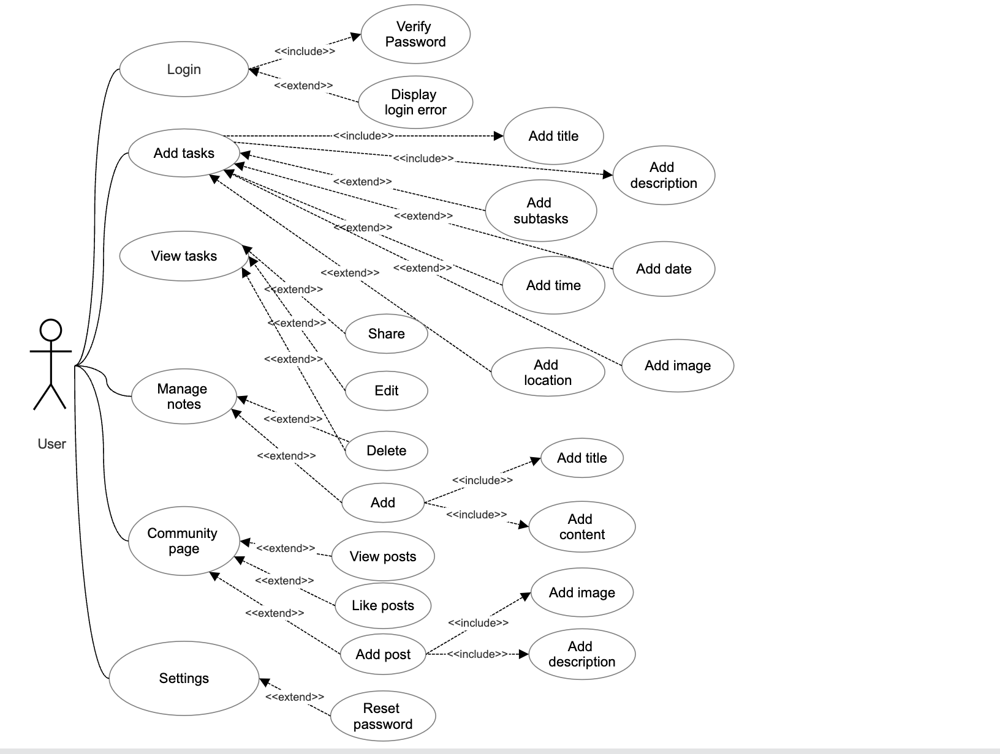 Verify
Password
<<include>>
Login
<<extend>>
Display
login error
Add tasks
<<include>>
Add title
<<include>>
Add
description
<<extend>>
Add
subtasks
<<extend>>
<<extend>>
View tasks
<<extend>>
<<extend>>
Add date
Add time
<<extend>>
<<extend>>
Share
<<extend>>
Add
location
Add image
Edit
Manage
notes
<<extend>>
User
Delete
<<extend>>
Add title
<<include>>
Add
<<include>>
Add
content
Community
page
<<extend>>
View posts
<<extend>>
Like posts
Add image
<<extend>>
<<include>>
Add post
<<include>>
Add
description
Settings
<<extend>>
Reset
password